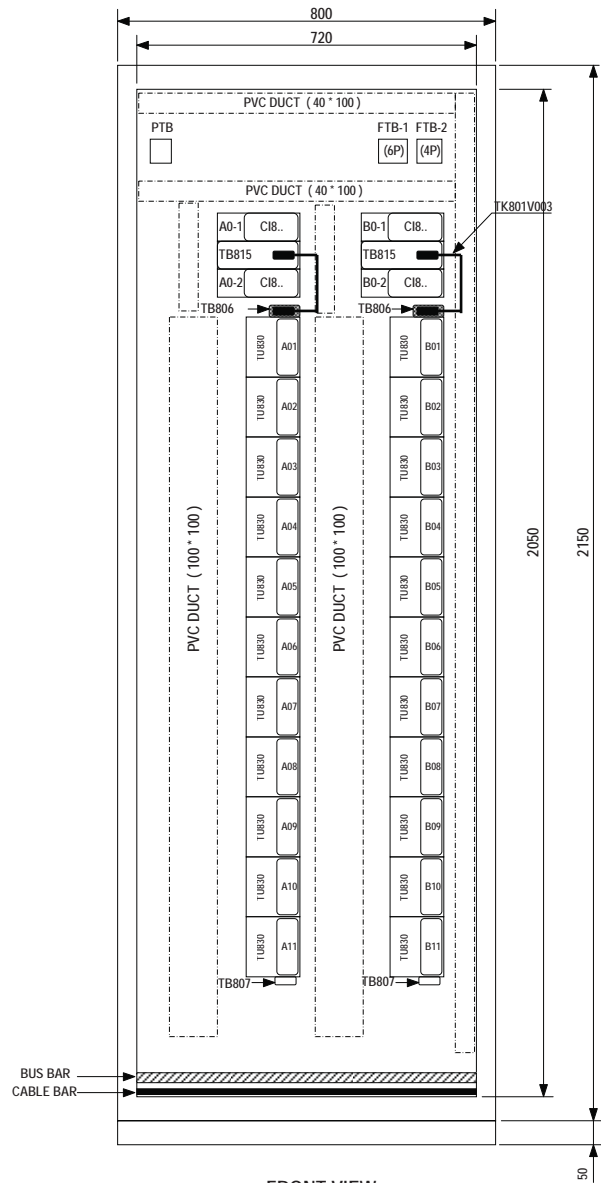 800
720
PVC DUCT ( 40 * 100 )
PTB
FTB-1 FTB-2
(6P) (4P)
PVC DUCT ( 40 * 100 )
TK801V003
A0-1 CI8..
B0-1 CI8..
TB815
TB815
A0-2 CI8..
B0-2 CI8..
TB806
TB806
TU830 A01
TU830 B01
TU830 A02
TU830 B02
TU830 A03
TU830 B03
TU830 A04
TU830 B04
TU830 A05
TU830 B05
TU830 A06
TU830 B06
TU830 A07
TU830 B07
TU830 A08
TU830 B08
TU830 A09
TU830 B09
TU830 A10
TU830 B10
TU830 A11
TU830 B11
PVC DUCT ( 100 * 100 )
PVC DUCT ( 100 * 100 )
2050
2150
TB807
TB807
BUS BAR
CABLE BAR
50
FRONT VIEW